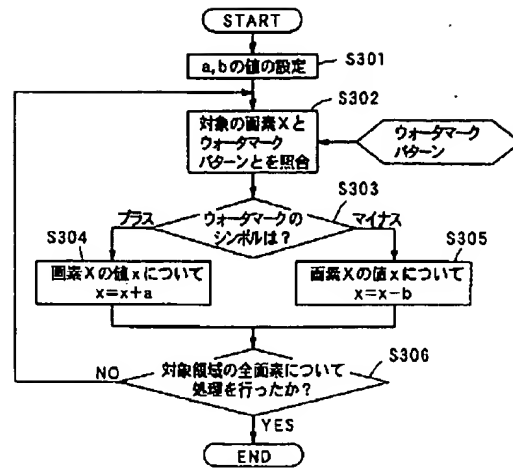 START
a,bの値の設定
S301
S302
対象の画素Xと
ウォータマーク
パターンとを照合
ウォータマーク
パターン
S303
プラス
ウォータマークの
シンボルは?
マイナス
S304
画素Xの値xについて
x=x+a
S305
画素Xの値xについて
x=x-b
S306
対象領域の全画素について
処理を行ったか?
NO
YES
END